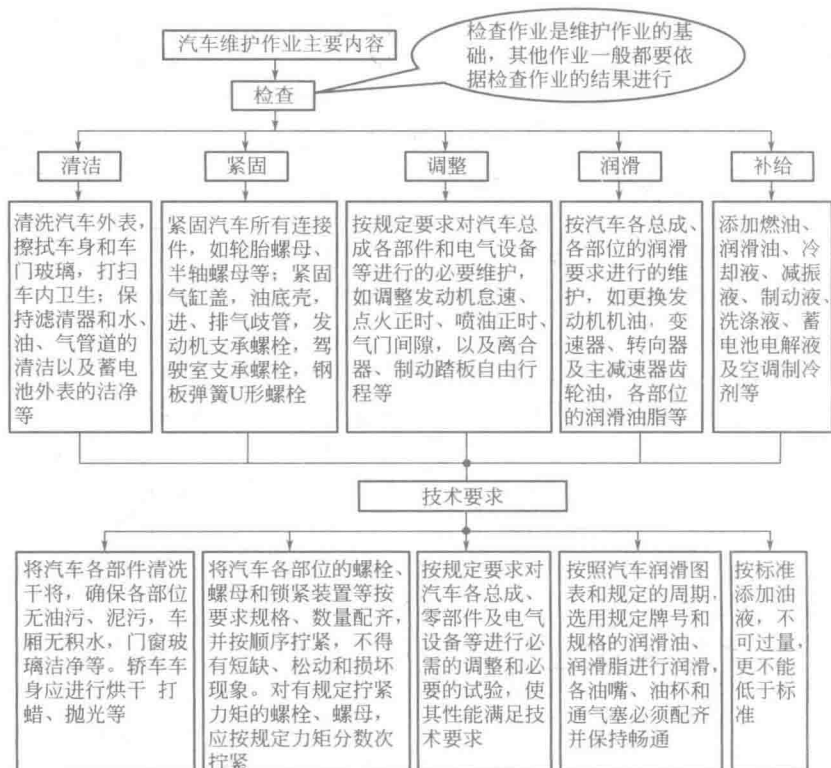 汽车维护作业主要内容
检查作业是维护作业的基
础，其他作业一般都要依
据检查作业的结果进行
检查
清洁
紧固
调整
润滑
补给
清洗汽车外表，
擦拭车身和车
门玻璃，打扫
车内卫生；保
持滤清器和水、
油、气管道的
清洁以及蓄电
池外表的洁净
等
紧固汽车所有连接
件，如轮胎螺母、
半轴螺母等；紧固
气缸盖，油底壳，
进、排气歧管，发
动机支承螺栓，驾
驶室支承螺栓，钢
板弹簧U形螺栓
按规定要求对汽车总
成各部件和电气设备
等进行的必要维护，
如调整发动机怠速、
点火正时、喷油正时、
气门间隙，以及离合
器、制动踏板自由行
程等
按汽车各总成、
各部位的润滑
要求进行的维
护，如更换发
动机机油，变
速器、转向器
及主减速器齿
轮油，各部位
的润滑油脂等
添加燃油、
润滑油、冷
却液、减振
液、制动液、
洗涤液、蓄
电池电解液
及空调制冷
剂等
技术要求
将汽车各部件清洗
干将，确保各部位
无油污、泥污，车
厢无积水，门窗玻
璃洁净等。轿车车
身应进行烘干 打
蜡、抛光等
将汽车各部位的螺栓、
螺母和锁紧装置等按
要求规格、数量配齐，
并按顺序拧紧，不得
有短缺、松动和损坏
现象。对有规定拧紧
力矩的螺栓、螺母，
应按规定力矩分数次
拧紧
按规定要求对
汽车各总成、
零部件及电气
设备等进行必
需的调整和必
要的试验，使
其性能满足技
术要求
按照汽车润滑图
表和规定的周期，
选用规定牌号和
规格的润滑油、
润滑脂进行润滑，
各油嘴、油杯和
通气塞必须配齐
并保持畅通
按标准
添加油
液，不
可过量，
更不能
低于标
准